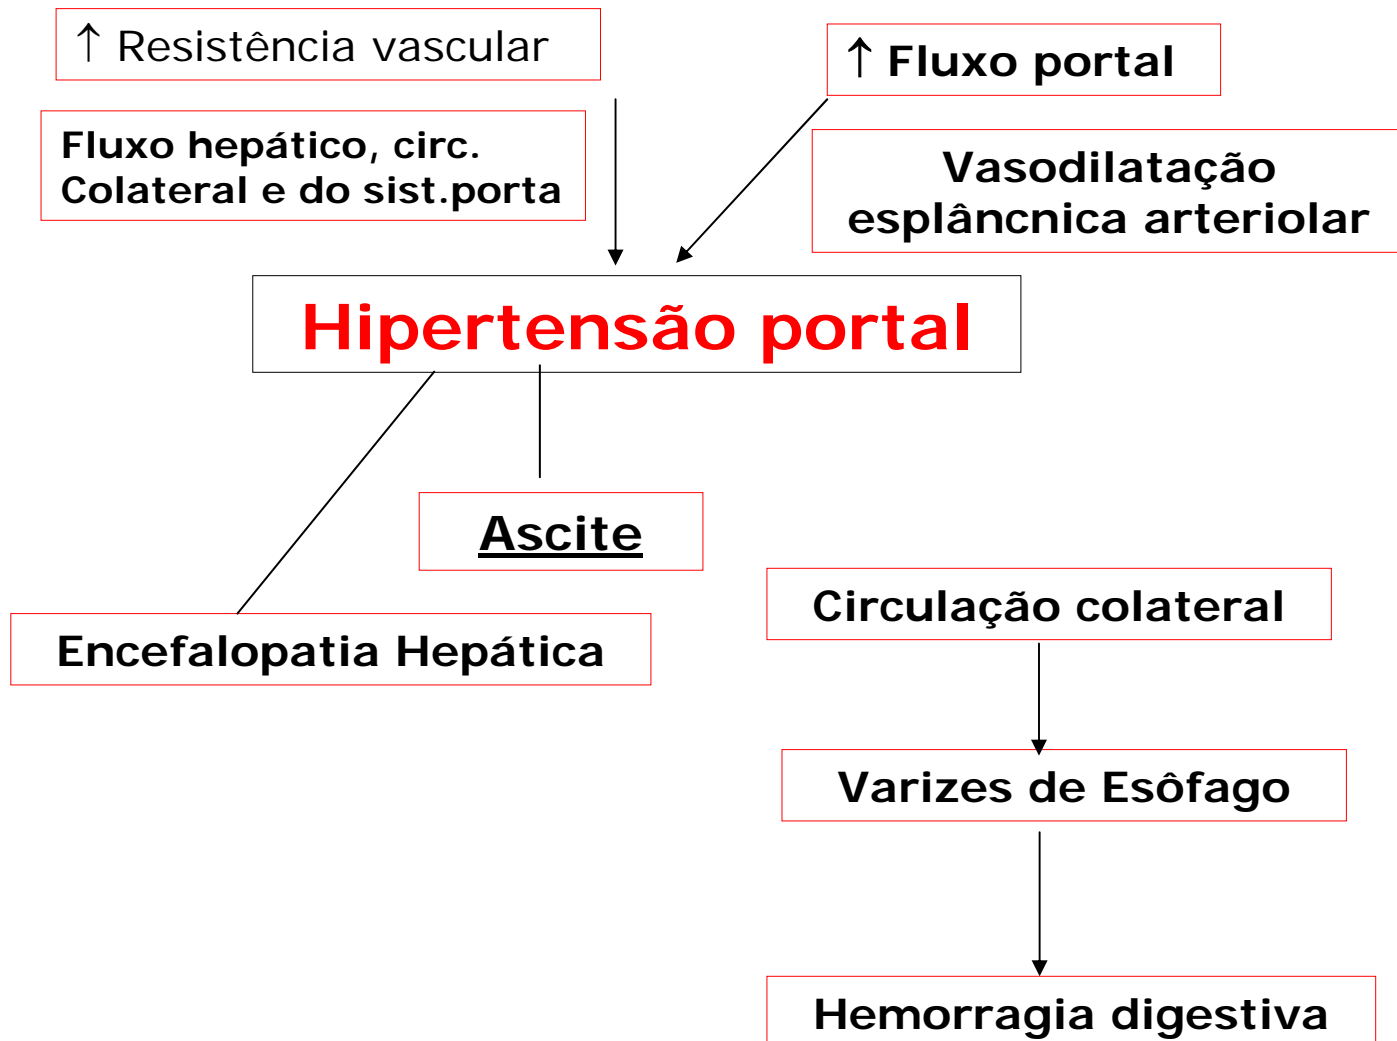 ↑ Resistência vascular
↑ Fluxo portal
Fluxo hepático, circ.
Colateral e do sist.porta
Vasodilatação
esplâncnica arteriolar
Hipertensão portal
Ascite
Circulação colateral
Encefalopatia Hepática
Varizes de Esôfago
Hemorragia digestiva